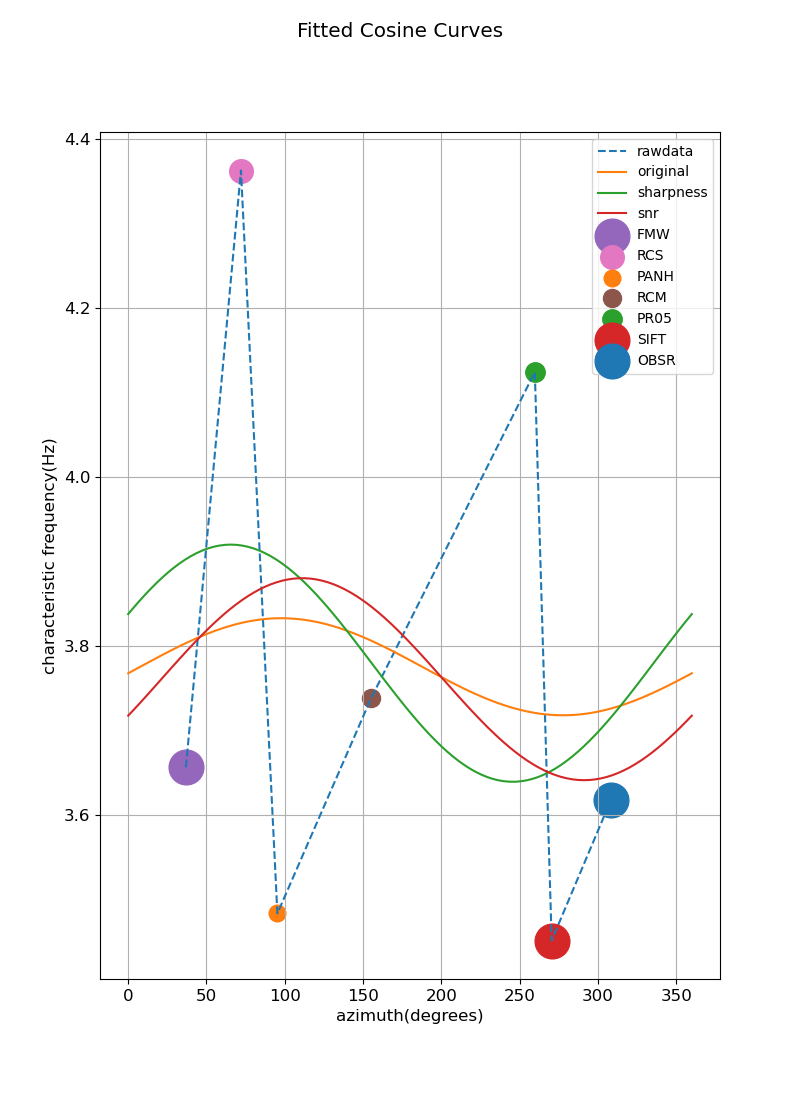 Fitted Cosine Curves
4.4
4.2
4.0
3.8
3.6
characteristic frequency(Hz)
rawdata
original
sharpness
snr
FMW
RCS
PANH
RCM
PR05
SIFT
OBSR
0 50 100 150 200 250 300 350
azimuth(degrees)